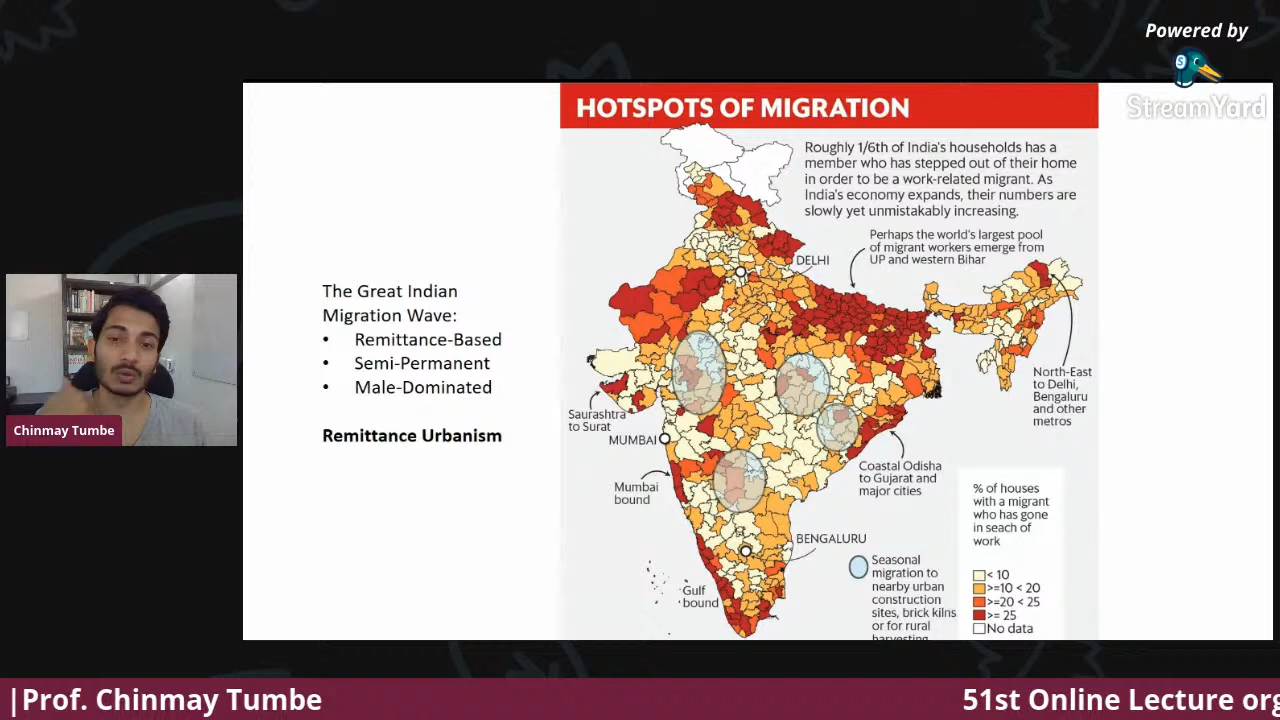 Powered by
StreamYard
HOTSPOTS OF MIGRATION
Roughly 1/6th of India's households has a
member who has stepped out of their home
in order to be a work-related migrant. As
India's economy expands, their numbers are
slowly yet unmistakably increasing.
Perhaps the world's largest pool
of migrant workers emerge from
UP and western Bihar
DELHI
The Great Indian
Migration Wave:
• Remittance-Based
• Semi-Permanent
• Male-Dominated
Remittance Urbanism
North-East
to Delhi,
Bengaluru
and other
metros
Saurashtra
to Surat
MUMBAI
Mumbai
bound
Coastal Odisha
to Gujarat and
major cities
BENGALURU
Gulf
bound
Seasonal
migration to
nearby urban
construction
sites, brick kilns
or for rural
harvesting
% of houses
with a migrant
who has gone
in seach of
work
< 10
>=10 < 20
>=20 < 25
>= 25
No data
Chinmay Tumbe
|Prof. Chinmay Tumbe
51st Online Lecture org